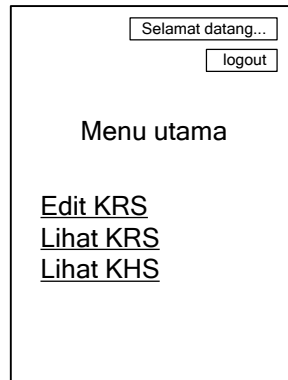 Selamat datang...
logout
Menu utama
Edit KRS
Lihat KRS
Lihat KHS